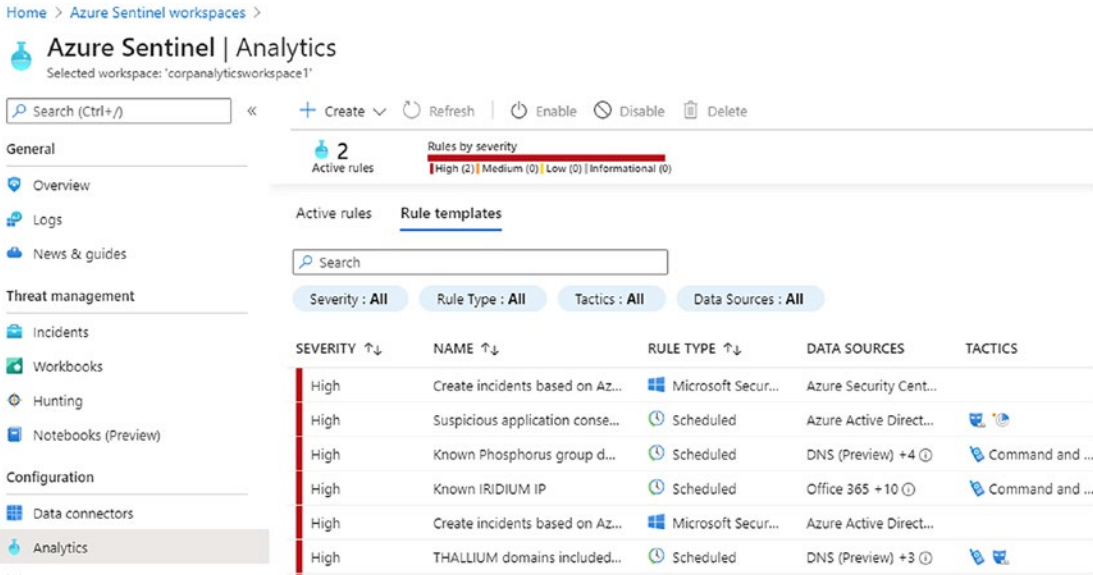 Home > Azure Sentinel workspaces >
Azure Sentinel | Analytics
Selected workspace: 'corpanalyticsworkspace1'
Search (Ctrl+/) «
+ Create Refresh Enable Disable Delete
General
2
Active rules
Rules by severity
High (2) Medium (0) Low (0) Informational (0)
Overview
Logs
News & guides
Active rules Rule templates
Search
Threat management
Severity : All Rule Type : All Tactics : All Data Sources : All
Incidents
Workbooks
Hunting
Notebooks (Preview)
Configuration
Data connectors
Analytics
SEVERITY ↑↓ NAME ↑↓ RULE TYPE ↑↓ DATA SOURCES TACTICS
High Create incidents based on Az... Microsoft Secur... Azure Security Cent...
High Suspicious application conse... Scheduled Azure Active Direct...
High Known Phosphorus group d... Scheduled DNS (Preview) +4 Command and ...
High Known IRIDIUM IP Scheduled Office 365 +10 Command and ...
High Create incidents based on Az... Microsoft Secur... Azure Active Direct...
High THALLIUM domains included... Scheduled DNS (Preview) +3